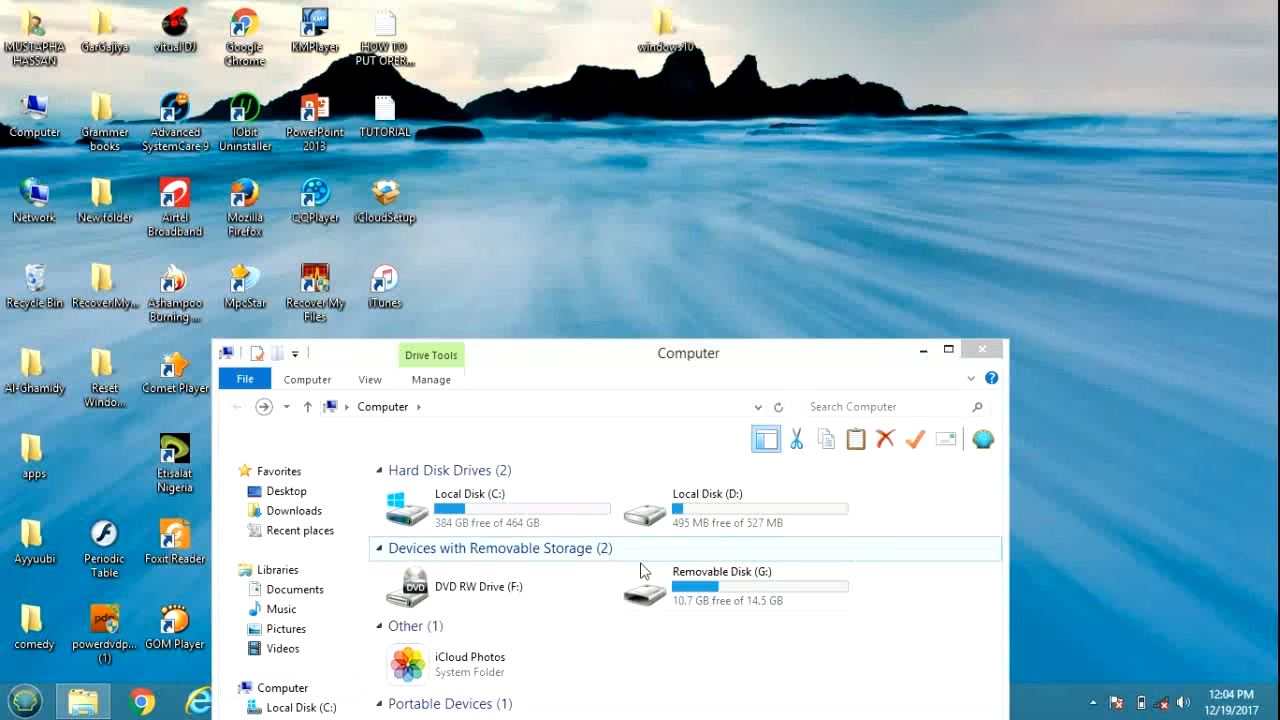 MUSTAPHA
HASSAN
GarGajiya
vitual DJ
Google
Chrome
KMPlayer
HOW TO
PUT OPER...
windows10
Computer
Grammer
books
Advanced
SystemCare 9
IObit
Uninstaller
PowerPoint
2013
TUTORIAL
Network
New folder
Airtel
Broadband
Mozilla
Firefox
QQPlayer
iCloudSetup
Recycle Bin
RecoverMy...
Ashampoo
Burning ...
MpcStar
Recover My
Files
iTunes
Al-Ghamidy
Reset
Windo...
Comet Player
apps
Etisalat
Nigeria
Ayyuubi
Periodic
Table
Foxit Reader
comedy
powerdvdp...
(1)
GOM Player
Drive Tools
Computer
File
Computer
View
Manage
Computer
Search Computer
Favorites
Desktop
Downloads
Recent places
Libraries
Documents
Music
Pictures
Videos
Computer
Local Disk (C:)
Hard Disk Drives (2)
Local Disk (C:)
384 GB free of 464 GB
Local Disk (D:)
495 MB free of 527 MB
Devices with Removable Storage (2)
DVD
DVD RW Drive (F:)
Removable Disk (G:)
10.7 GB free of 14.5 GB
Other (1)
iCloud Photos
System Folder
Portable Devices (1)
12:04 PM
12/19/2017